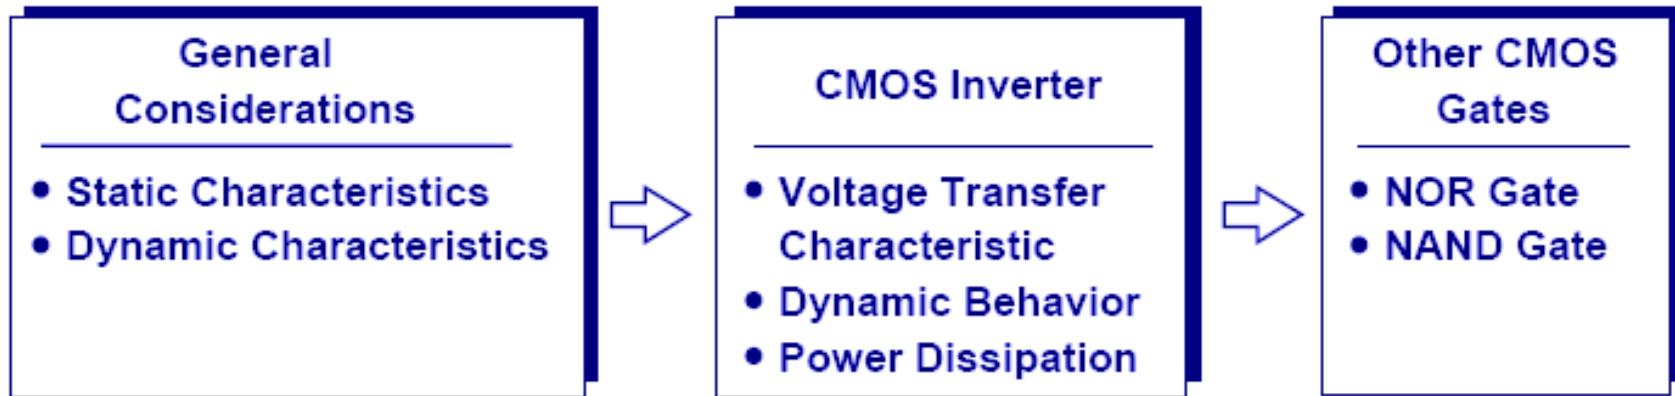 General
Considerations
• Static Characteristics
• Dynamic Characteristics
CMOS Inverter
• Voltage Transfer
Characteristic
• Dynamic Behavior
• Power Dissipation
Other CMOS
Gates
• NOR Gate
• NAND Gate